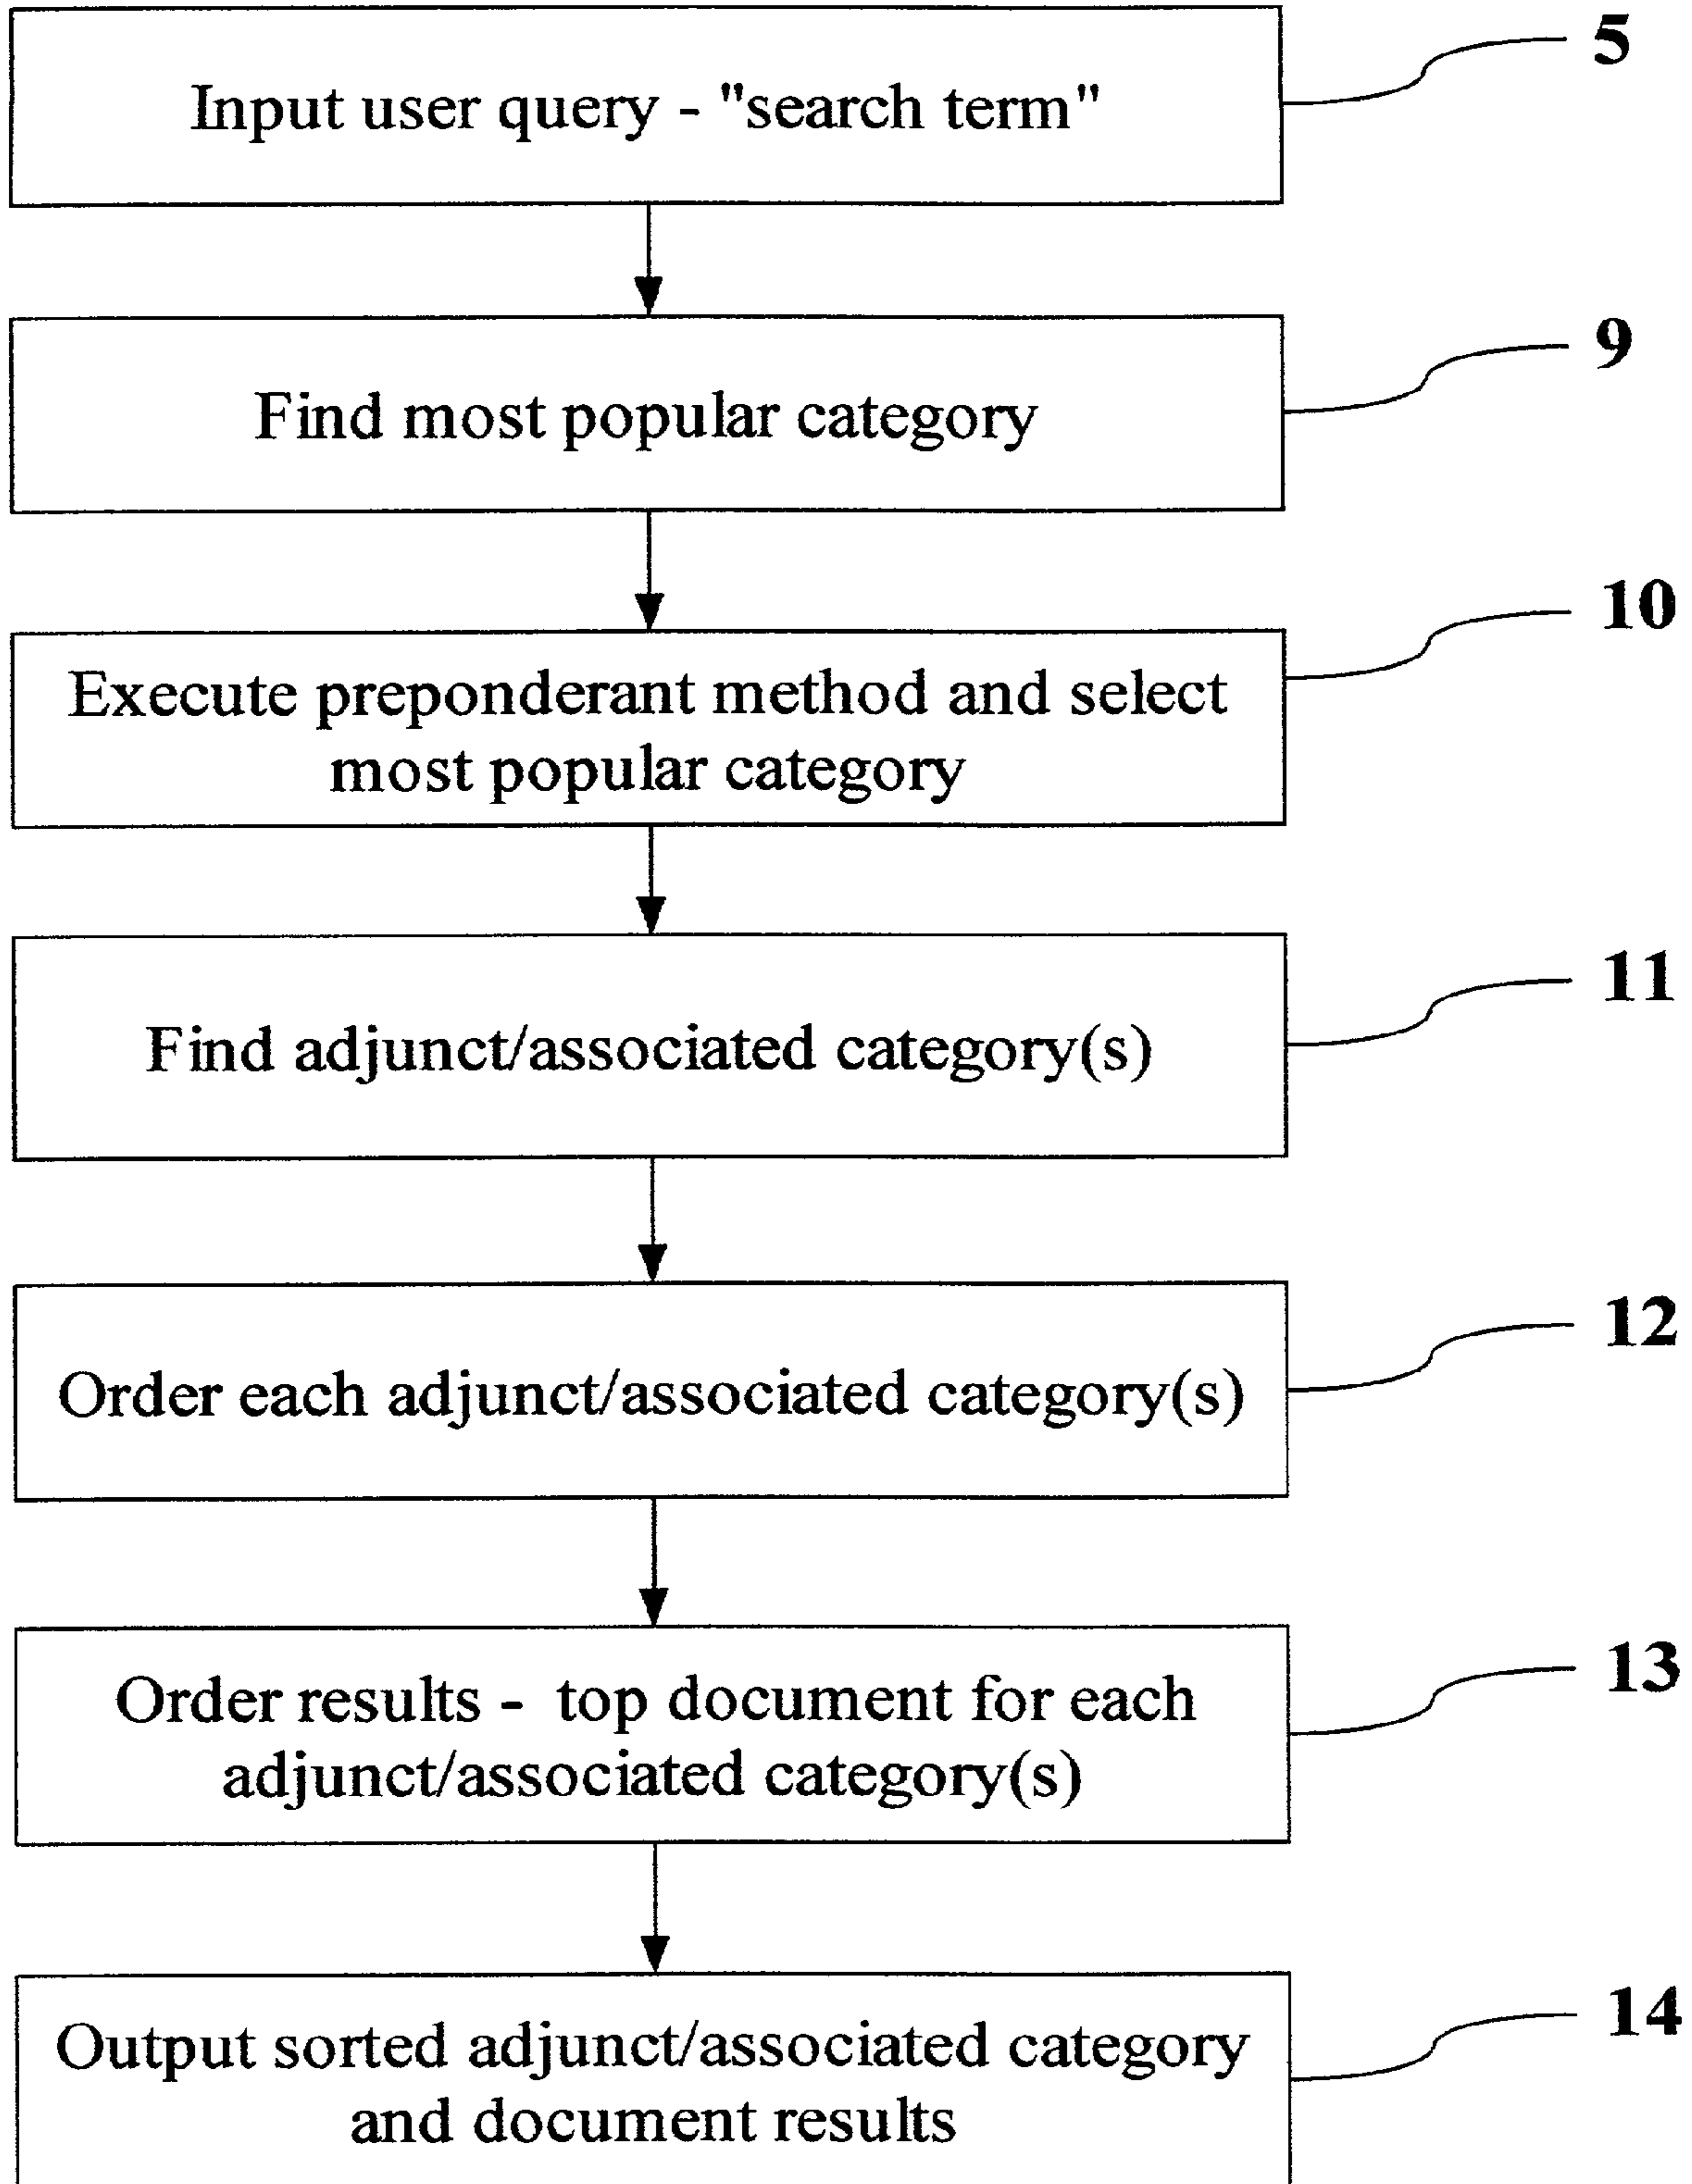 Input user query - "search term"
5
Find most popular category
9
Execute preponderant method and select
most popular category
10
Find adjunct/associated category(s)
11
Order each adjunct/associated category(s)
12
Order results - top document for each
adjunct/associated category(s)
13
Output sorted adjunct/associated category
and document results
14